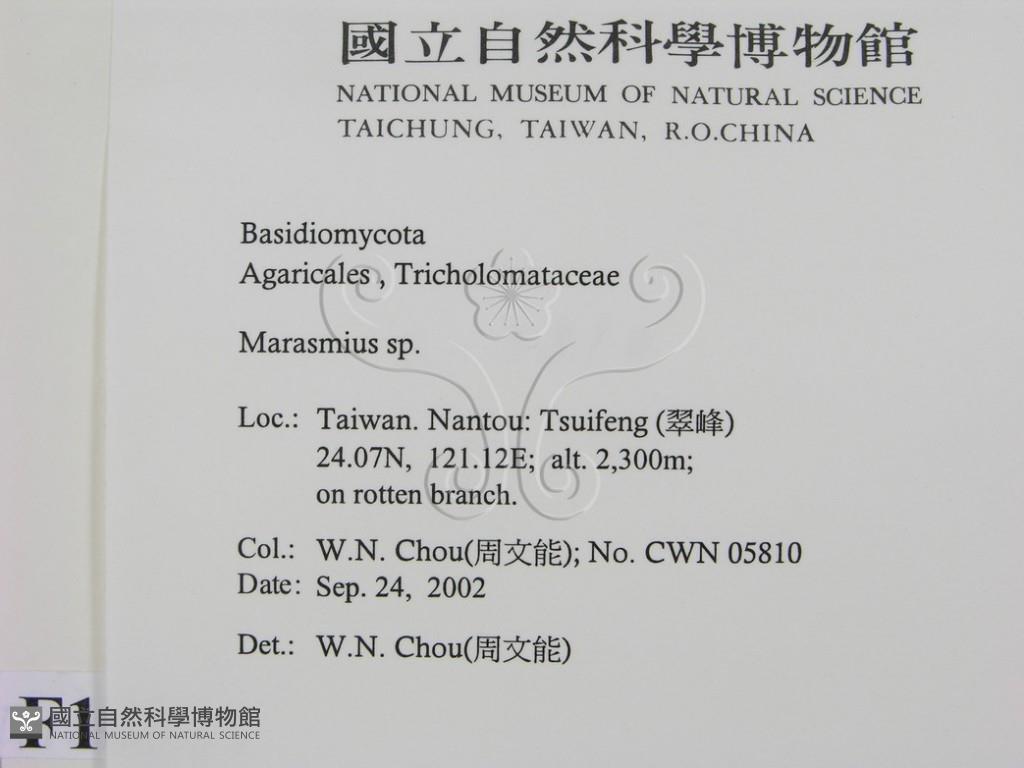 國立自然科學博物館
NATIONAL MUSEUM OF NATURAL SCIENCE
TAICHUNG, TAIWAN, R.O.CHINA
Basidiomycota
Agaricales , Tricholomataceae
Marasmius sp.
Loc.: Taiwan. Nantou: Tsuifeng (翠峰)
24.07N, 121.12E; alt. 2,300m;
on rotten branch.
Col.: W.N. Chou(周文能); No. CWN 05810
Date: Sep. 24, 2002
Det.: W.N. Chou(周文能)
F1
國立自然科學博物館
NATIONAL MUSEUM OF NATURAL SCIENCE